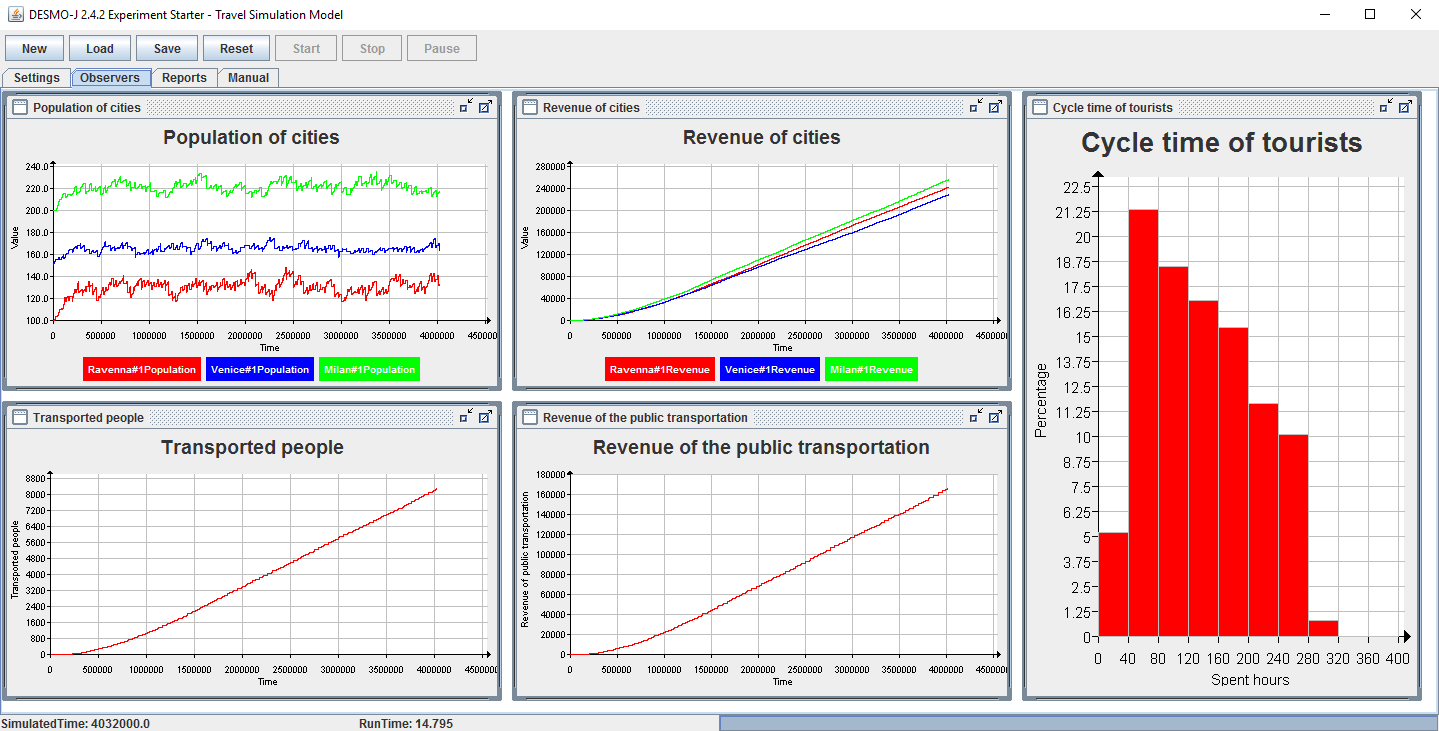 DESMO-J 2.4.2 Experiment Starter - Travel Simulation Model
New Load Save Reset Start Stop Pause
Settings Observers Reports Manual
Population of cities
Population of cities
240.0
220.0
200.0
180.0
160.0
140.0
120.0
100.0
Value
0 500000 1000000 1500000 2000000 2500000 3000000 3500000 4000000 450000
Time
Ravenna#1Population Venice#1Population Milan#1Population
Revenue of cities
Revenue of cities
280000
240000
200000
160000
120000
80000
40000
0
Value
0 500000 1000000 1500000 2000000 2500000 3000000 3500000 4000000 450000
Time
Ravenna#1Revenue Venice#1Revenue Milan#1Revenue
Cycle time of tourists
Cycle time of tourists
22.5
21.25
20
18.75
17.5
16.25
15
13.75
12.5
11.25
10
8.75
7.5
6.25
5
3.75
2.5
1.25
0
Percentage
0 40 80 120 160 200 240 280 320 360 400
Spent hours
Transported people
Transported people
8800
8000
7200
6400
5600
4800
4000
3200
2400
1600
800
0
Transported people
0 500000 1000000 1500000 2000000 2500000 3000000 3500000 4000000 450000
Time
Revenue of the public transportation
Revenue of the public transportation
180000
160000
140000
120000
100000
80000
60000
40000
20000
0
Revenue of public transportation
0 500000 1000000 1500000 2000000 2500000 3000000 3500000 4000000 450000
Time
SimulatedTime: 4032000.0 RunTime: 14.795